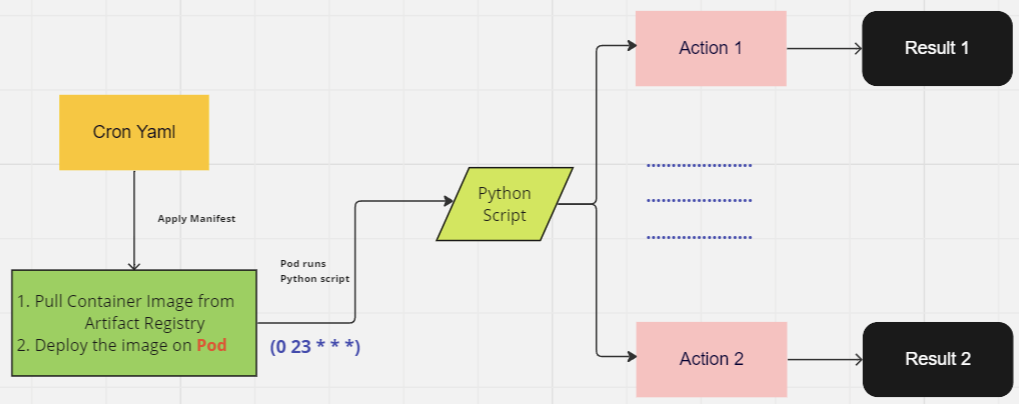 Action 1
Result 1
Cron Yaml
Apply Manifest
Python
Script
Pod runs
Python script
1. Pull Container Image from
Artifact Registry
2. Deploy the image on Pod
(0 23 * * *)
Action 2
Result 2